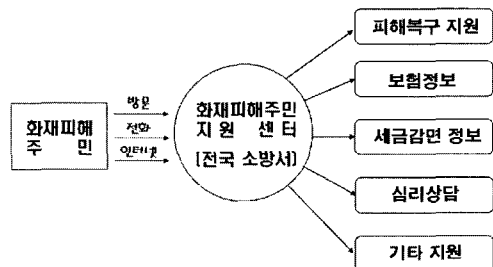 화재피해
주 민
방문
전화
인터넷
화재피해주민
지원 센터
[전국 소방서]
피해복구 지원
보험정보
세금감면 정보
심리상담
기타 지원